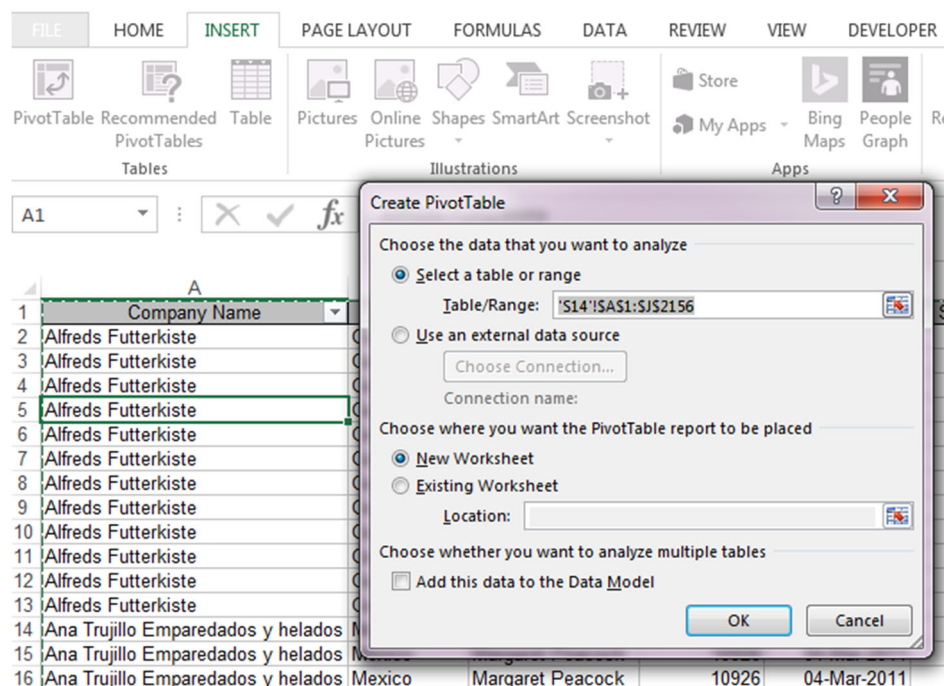 FILE HOME INSERT PAGE LAYOUT FORMULAS DATA REVIEW VIEW DEVELOPER
PivotTable Recommended PivotTables Table Pictures Online Pictures Shapes SmartArt Screenshot Store My Apps Bing Maps People Graph
Tables Illustrations Apps
A1 fx
Create PivotTable
Choose the data that you want to analyze
Select a table or range
Table/Range: 'S14'!$A$1:$J$2156
Use an external data source
Choose Connection...
Connection name:
Choose where you want the PivotTable report to be placed
New Worksheet
Existing Worksheet
Location:
Choose whether you want to analyze multiple tables
Add this data to the Data Model
OK Cancel
A
1 Company Name
2 Alfreds Futterkiste
3 Alfreds Futterkiste
4 Alfreds Futterkiste
5 Alfreds Futterkiste
6 Alfreds Futterkiste
7 Alfreds Futterkiste
8 Alfreds Futterkiste
9 Alfreds Futterkiste
10 Alfreds Futterkiste
11 Alfreds Futterkiste
12 Alfreds Futterkiste
13 Alfreds Futterkiste
14 Ana Trujillo Emparedados y helados
15 Ana Trujillo Emparedados y helados Mexico Margaret Peacock
16 Ana Trujillo Emparedados y helados Mexico Margaret Peacock 10926 04-Mar-2011